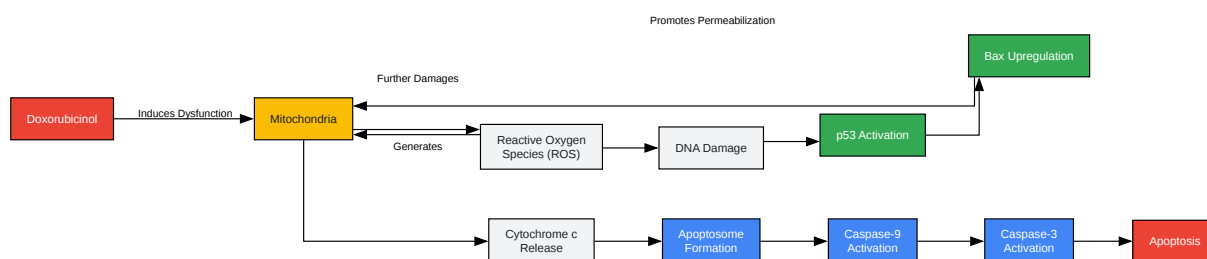 Promotes Permeabilization
Bax Upregulation
Further Damages
Doxorubicinol
Induces Dysfunction
Mitochondria
Generates
Reactive Oxygen
Species (ROS)
DNA Damage
p53 Activation
Cytochrome c
Release
Apoptosome
Formation
Caspase-9
Activation
Caspase-3
Activation
Apoptosis